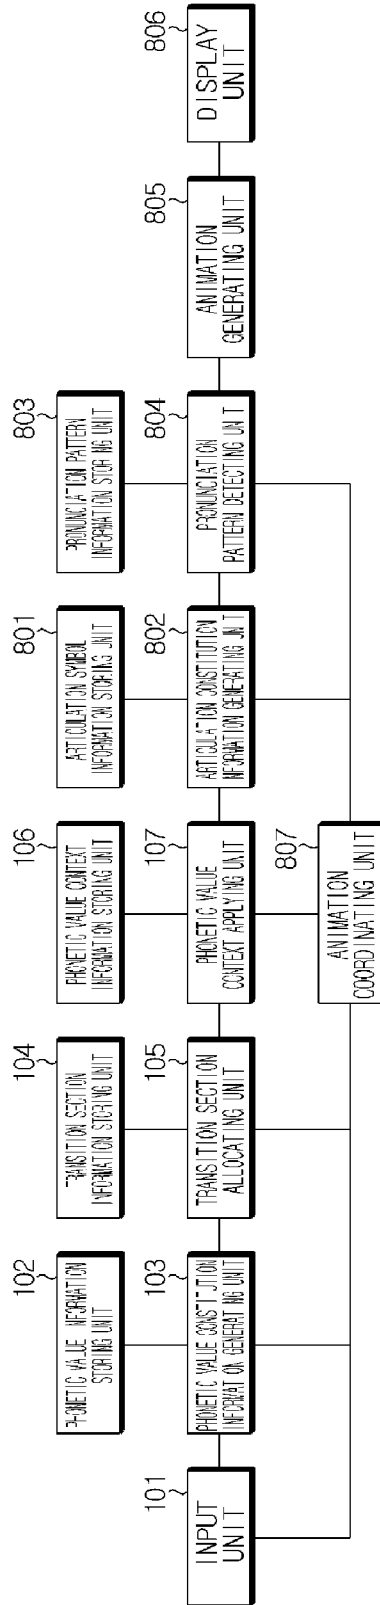 101
INPUT
UNIT
102
PHONETIC VALUE INFORMATION
STORING UNIT
103
PHONETIC VALUE CONSTITUTION
INFORMATION GENERATING UNIT
104
TRANSITION SECTION
INFORMATION STORING UNIT
105
TRANSITION SECTION
ALLOCATING UNIT
106
PHONETIC VALUE CONTEXT
INFORMATION STORING UNIT
107
PHONETIC VALUE
CONTEXT APPLYING UNIT
801
ARTICULATION SYMBOL
INFORMATION STORING UNIT
802
ARTICULATION CONSTITUTION
INFORMATION GENERATING UNIT
803
PRONUNCIATION PATTERN
INFORMATION STORING UNIT
804
PRONUNCIATION
PATTERN DETECTING UNIT
805
ANIMATION
GENERATING UNIT
806
DISPLAY
UNIT
807
ANIMATION
COORDINATING UNIT